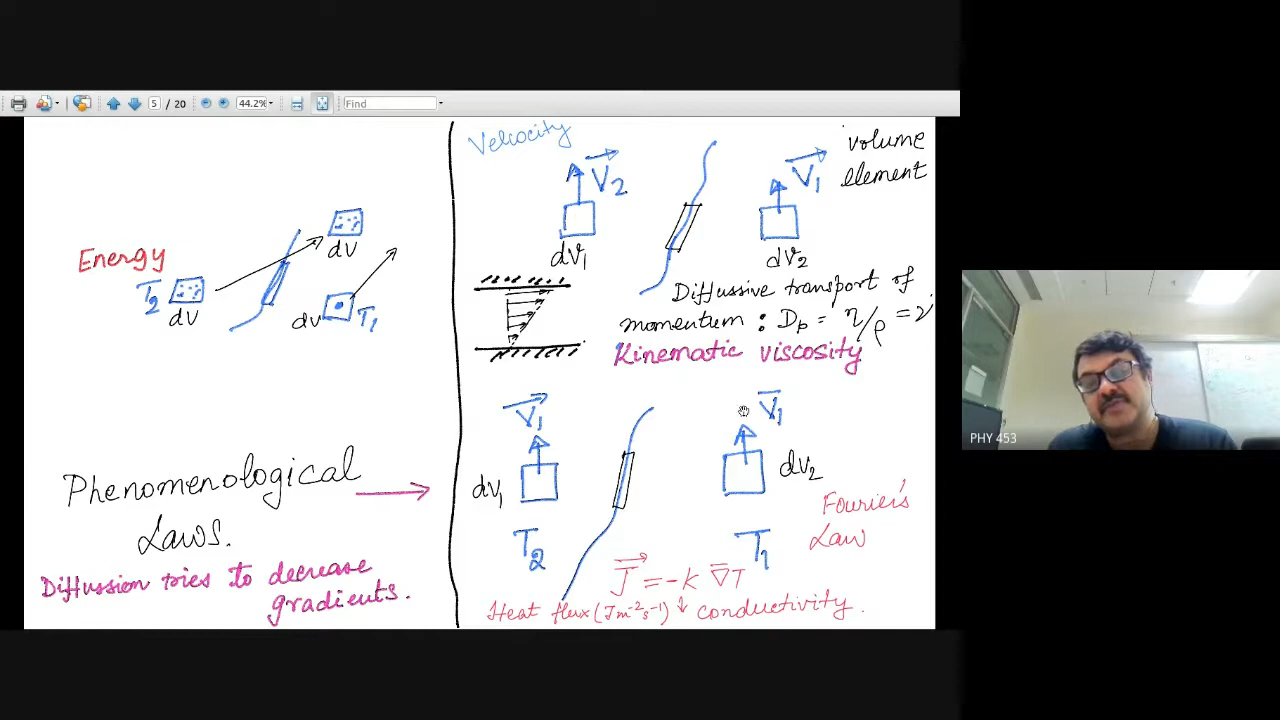 5 / 20
44.2%
Find
Energy
T2
dV
dV
dV
T1
Phenomenological
Laws.
Diffussion tries to decrease
gradients.
Velocity
V2
V1
volume
element
dV1
dV2
Diffussive transport of
momentum : Dp = η/ρ = ν
Kinematic viscosity
V1
V1
dV1
dV2
T2
T1
Fourier's
Law
J = -K ∇T
Heat flux (Jm-2s-1) ↓ conductivity.
PHY 453